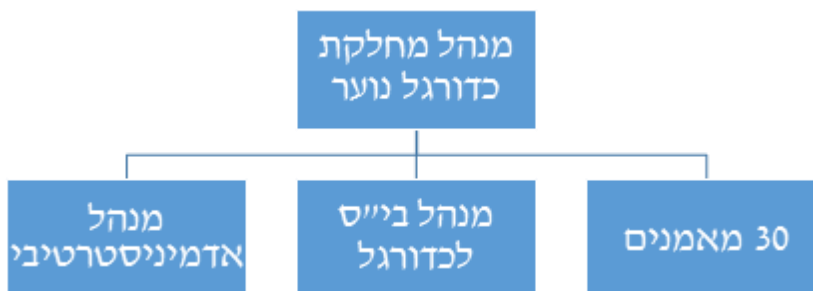 מנהל מחלקת
כדורגל נוער
30 מאמנים
מנהל בי״ס
לכדורגל
מנהל
אדמיניסטרטיבי